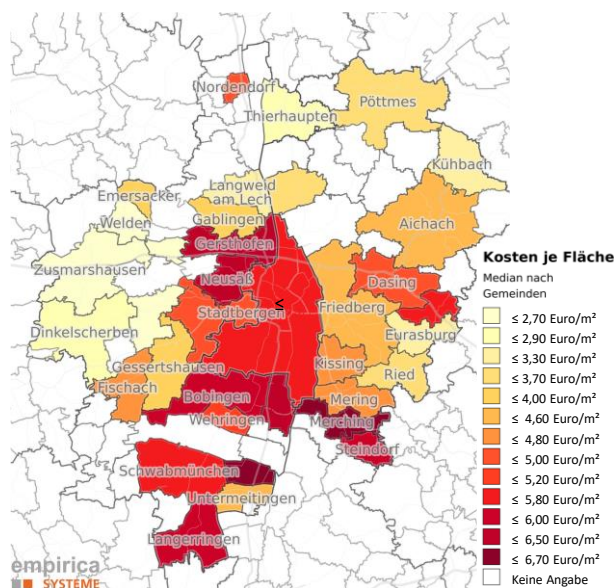 Nordendorf
Thierhaupten
Pöttmes
Kühbach
Emersacker
Langweid
am Lech
Welden
Gablingen
Aichach
Gersthofen
Zusmarshausen
Neusäß
Dasing
Stadtbergen
<
Friedberg
Dinkelscherben
Eurasburg
Gessertshausen
Kissing
Ried
Fischach
Bobingen
Mering
Wehringen
Merching
Steindorf
Schwabmünchen
Untermeitingen
Langerringen
empirica
SYSTEME
Kosten je Fläche
Median nach
Gemeinden
≤ 2,70 Euro/m²
≤ 2,90 Euro/m²
≤ 3,30 Euro/m²
≤ 3,70 Euro/m²
≤ 4,00 Euro/m²
≤ 4,60 Euro/m²
≤ 4,80 Euro/m²
≤ 5,00 Euro/m²
≤ 5,20 Euro/m²
≤ 5,80 Euro/m²
≤ 6,00 Euro/m²
≤ 6,50 Euro/m²
≤ 6,70 Euro/m²
Keine Angabe